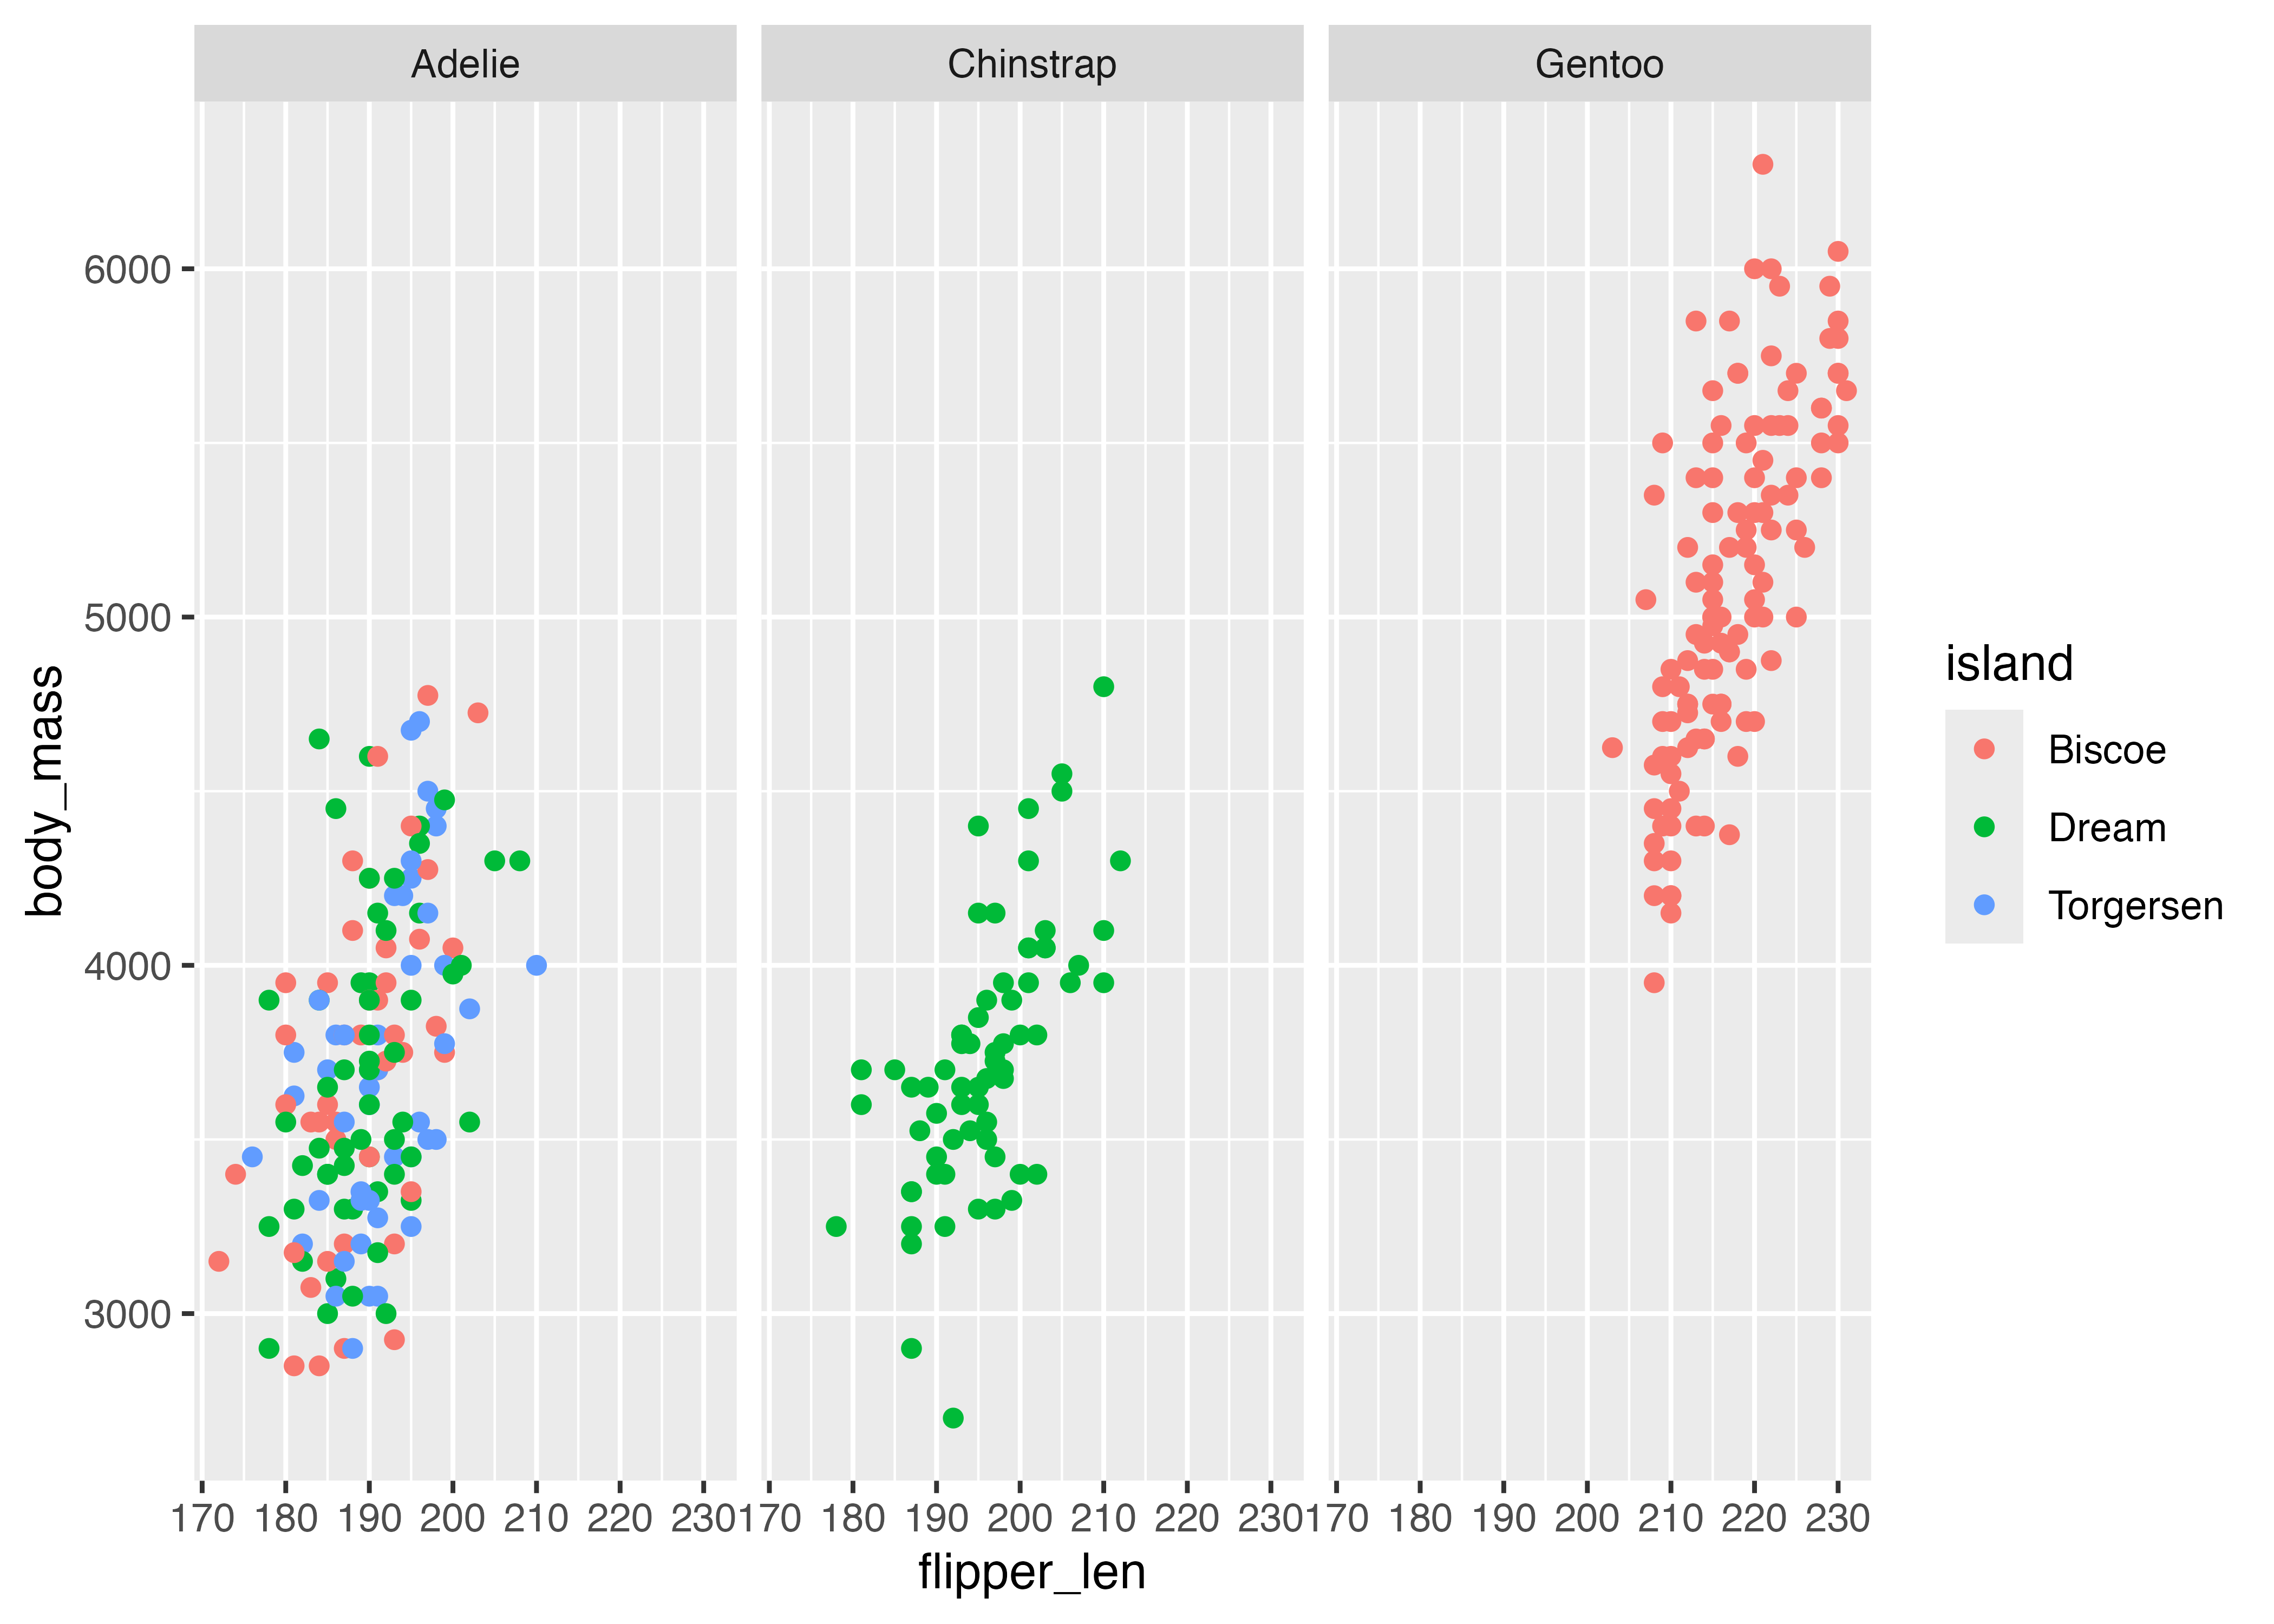 Adelie Chinstrap Gentoo
6000
5000
4000
3000
body_mass
170 180 190 200 210 220 230 170 180 190 200 210 220 230 170 180 190 200 210 220 230
flipper_len
island
Biscoe
Dream
Torgersen